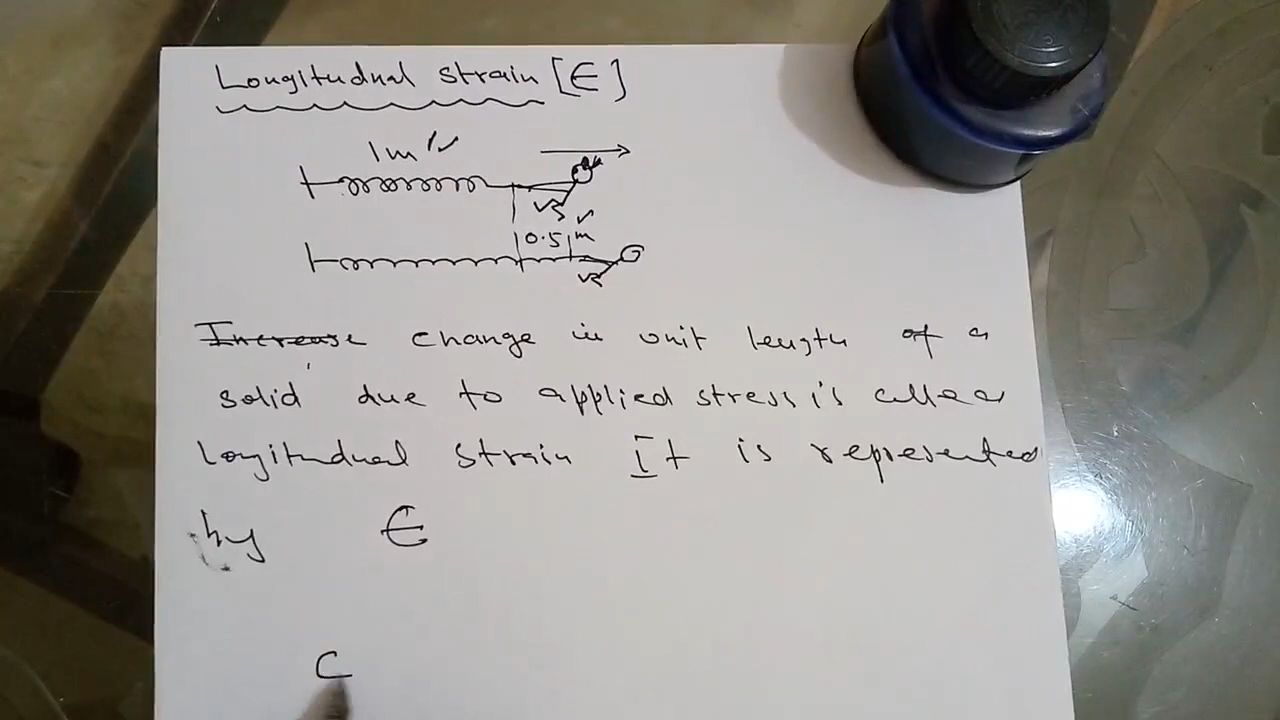 Longitudnal strain [∈]
1m
0.5 m
Increase change in unit length of a
solid due to applied stress is called
longitudnal strain It is represented
by ∈
C